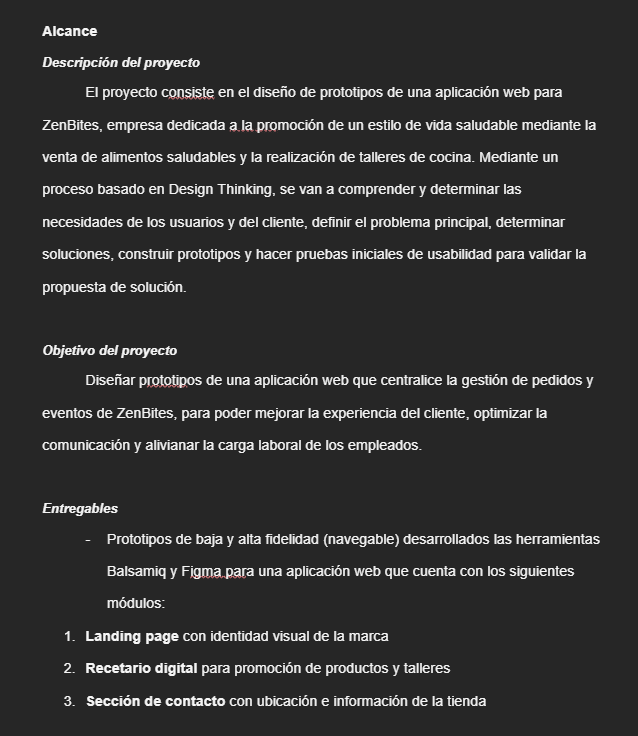 Alcance
Descripción del proyecto
El proyecto consiste en el diseño de prototipos de una aplicación web para
ZenBites, empresa dedicada a la promoción de un estilo de vida saludable mediante la
venta de alimentos saludables y la realización de talleres de cocina. Mediante un
proceso basado en Design Thinking, se van a comprender y determinar las
necesidades de los usuarios y del cliente, definir el problema principal, determinar
soluciones, construir prototipos y hacer pruebas iniciales de usabilidad para validar la
propuesta de solución.
Objetivo del proyecto
Diseñar prototipos de una aplicación web que centralice la gestión de pedidos y
eventos de ZenBites, para poder mejorar la experiencia del cliente, optimizar la
comunicación y alivianar la carga laboral de los empleados.
Entregables
- Prototipos de baja y alta fidelidad (navegable) desarrollados las herramientas
Balsamiq y Figma para una aplicación web que cuenta con los siguientes
módulos:
1. Landing page con identidad visual de la marca
2. Recetario digital para promoción de productos y talleres
3. Sección de contacto con ubicación e información de la tienda